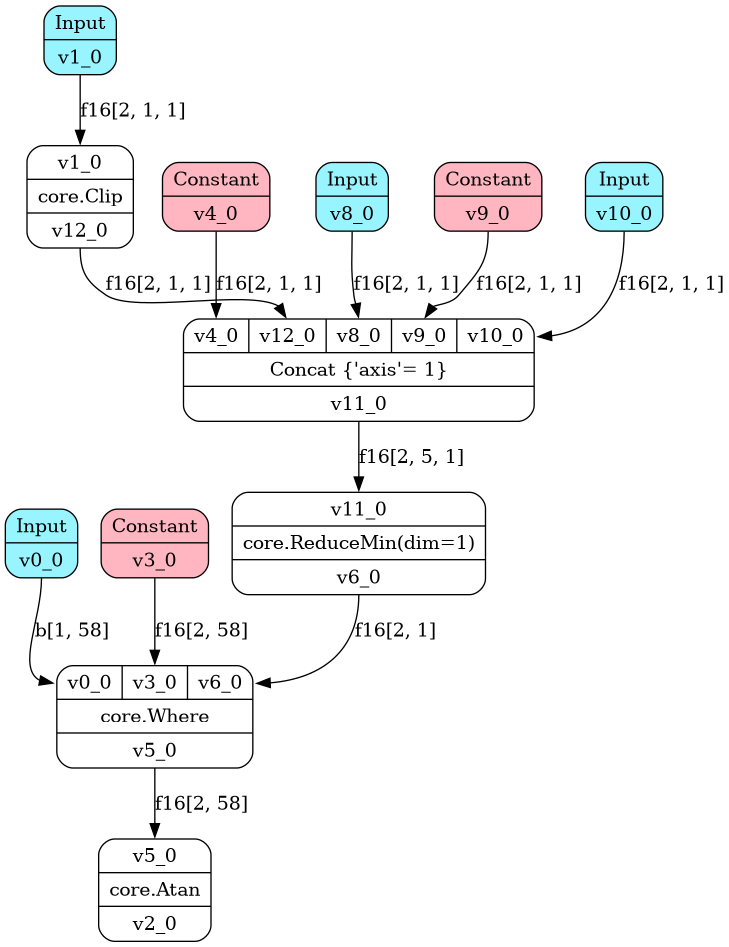 Input
v1_0
f16[2, 1, 1]
v1_0
core.Clip
v12_0
Constant
v4_0
Input
v8_0
Constant
v9_0
Input
v10_0
f16[2, 1, 1]
f16[2, 1, 1]
f16[2, 1, 1]
f16[2, 1, 1]
f16[2, 1, 1]
v4_0 v12_0 v8_0 v9_0 v10_0
Concat {'axis'= 1}
v11_0
f16[2, 5, 1]
Input
v0_0
Constant
v3_0
v11_0
core.ReduceMin(dim=1)
v6_0
b[1, 58]
f16[2, 58]
f16[2, 1]
v0_0 v3_0 v6_0
core.Where
v5_0
f16[2, 58]
v5_0
core.Atan
v2_0